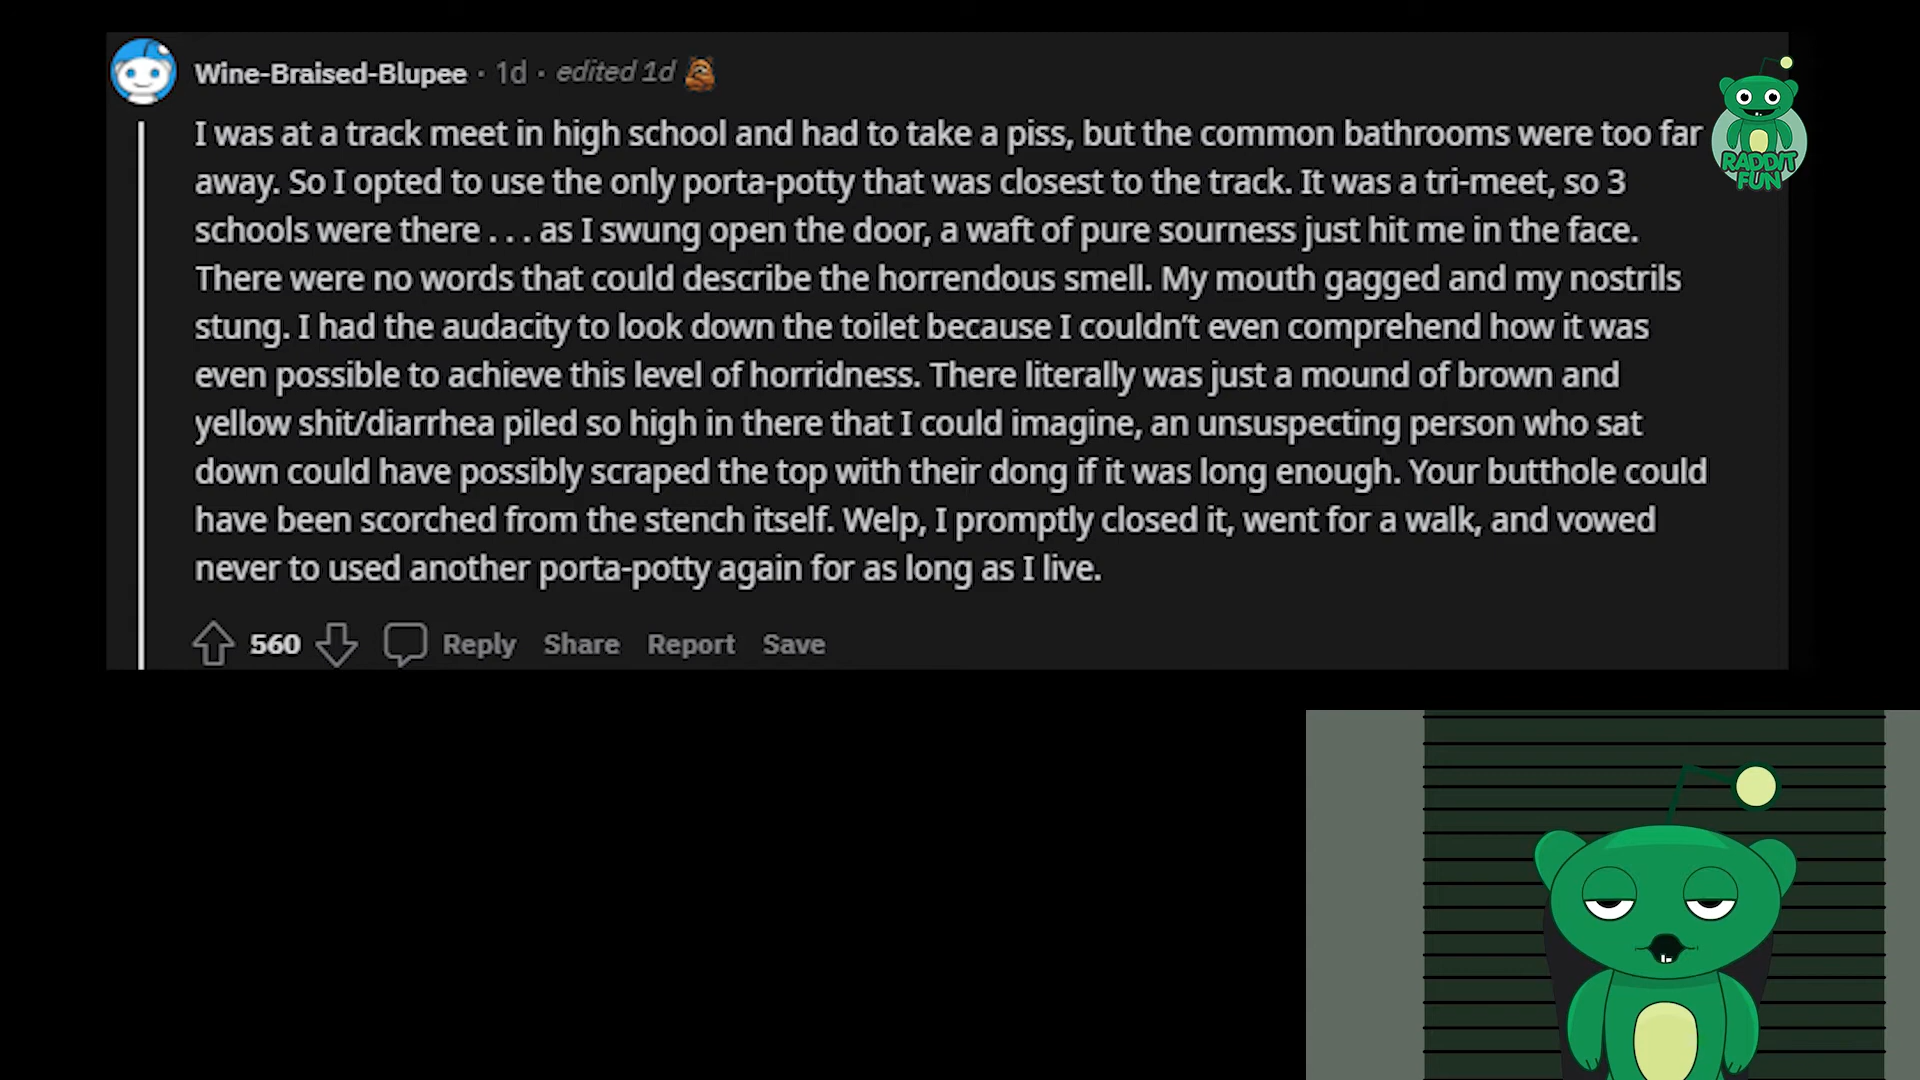 Wine-Braised-Blupee · 1d · edited 1d
I was at a track meet in high school and had to take a piss, but the common bathrooms were too far
away. So I opted to use the only porta-potty that was closest to the track. It was a tri-meet, so 3
schools were there . . . as I swung open the door, a waft of pure sourness just hit me in the face.
There were no words that could describe the horrendous smell. My mouth gagged and my nostrils
stung. I had the audacity to look down the toilet because I couldn’t even comprehend how it was
even possible to achieve this level of horridness. There literally was just a mound of brown and
yellow shit/diarrhea piled so high in there that I could imagine, an unsuspecting person who sat
down could have possibly scraped the top with their dong if it was long enough. Your butthole could
have been scorched from the stench itself. Welp, I promptly closed it, went for a walk, and vowed
never to used another porta-potty again for as long as I live.
560 Reply Share Report Save
RADDIT
FUN